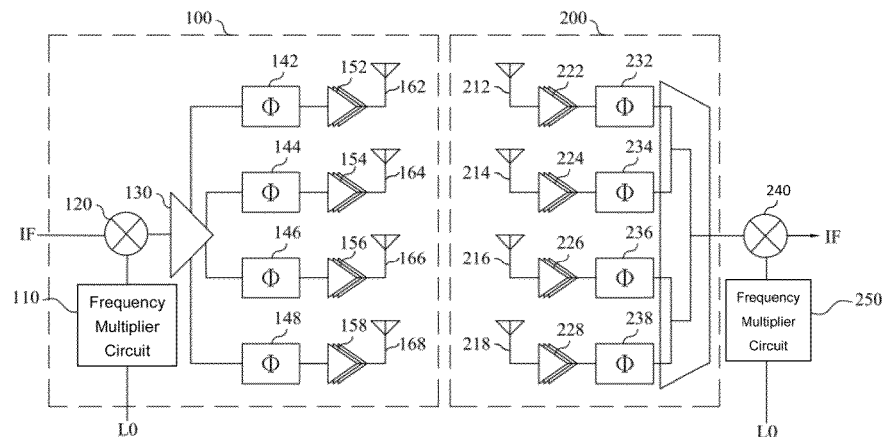 100
200
142
152
162
212
222
232
Φ
Φ
144
154
164
214
224
234
Φ
Φ
120
130
240
IF
IF
146
156
166
216
226
236
Φ
Φ
110
Frequency
Multiplier
Circuit
250
Frequency
Multiplier
Circuit
148
158
168
218
228
238
Φ
Φ
LO
LO